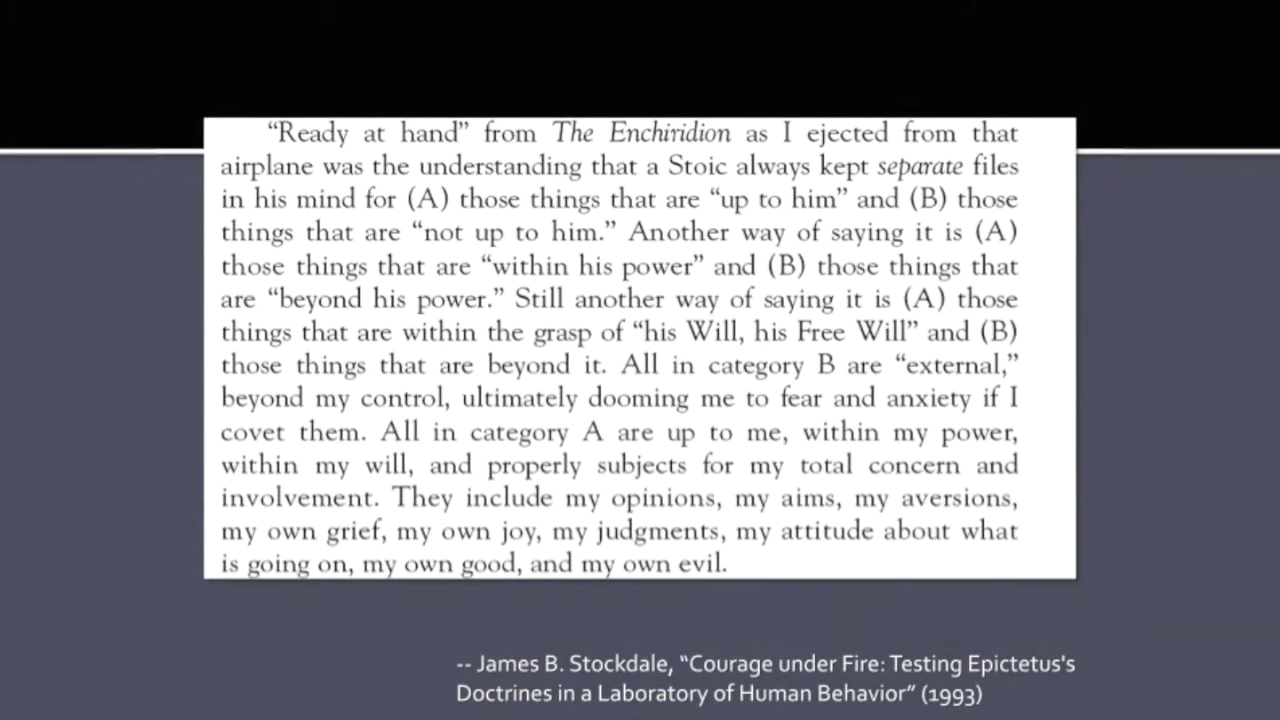 “Ready at hand” from The Enchiridion as I ejected from that
airplane was the understanding that a Stoic always kept separate files
in his mind for (A) those things that are “up to him” and (B) those
things that are “not up to him.” Another way of saying it is (A)
those things that are “within his power” and (B) those things that
are “beyond his power.” Still another way of saying it is (A) those
things that are within the grasp of “his Will, his Free Will” and (B)
those things that are beyond it. All in category B are “external,”
beyond my control, ultimately dooming me to fear and anxiety if I
covet them. All in category A are up to me, within my power,
within my will, and properly subjects for my total concern and
involvement. They include my opinions, my aims, my aversions,
my own grief, my own joy, my judgments, my attitude about what
is going on, my own good, and my own evil.
-- James B. Stockdale, “Courage under Fire: Testing Epictetus's
Doctrines in a Laboratory of Human Behavior” (1993)